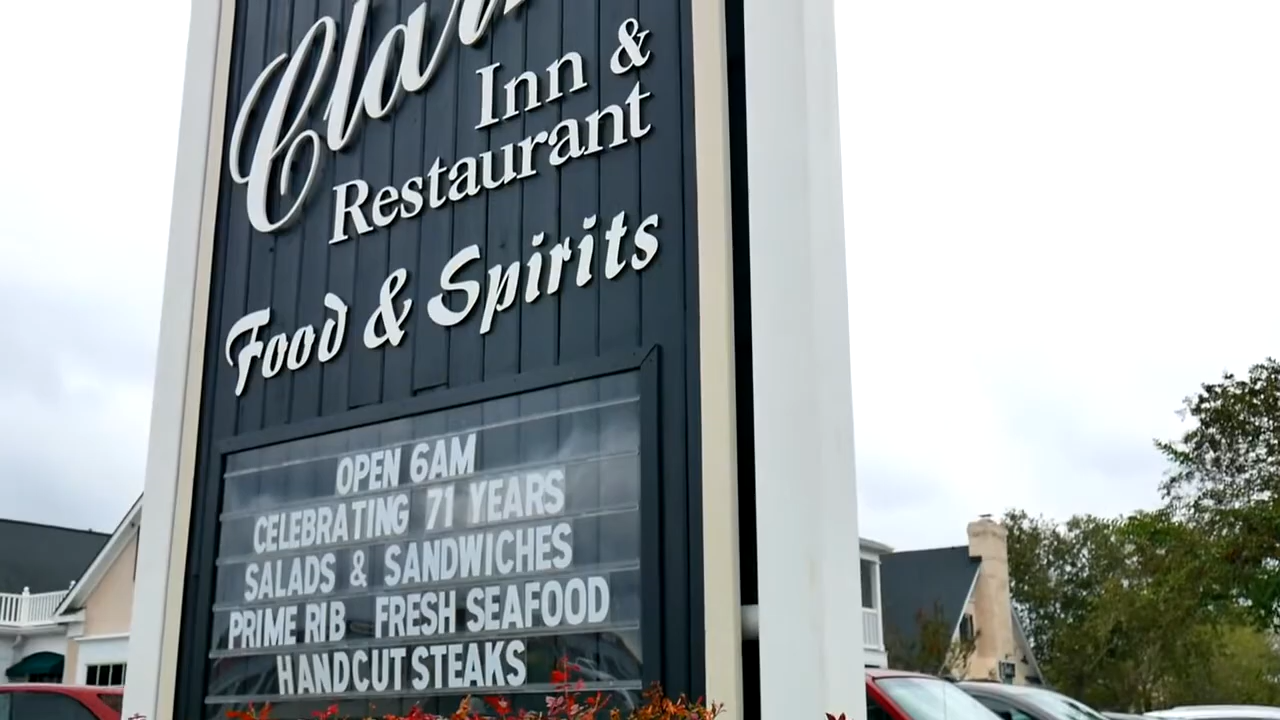 Inn &
Restaurant
Food & Spirits
OPEN 6AM
CELEBRATING 71 YEARS
SALADS & SANDWICHES
PRIME RIB FRESH SEAFOOD
HANDCUT STEAKS